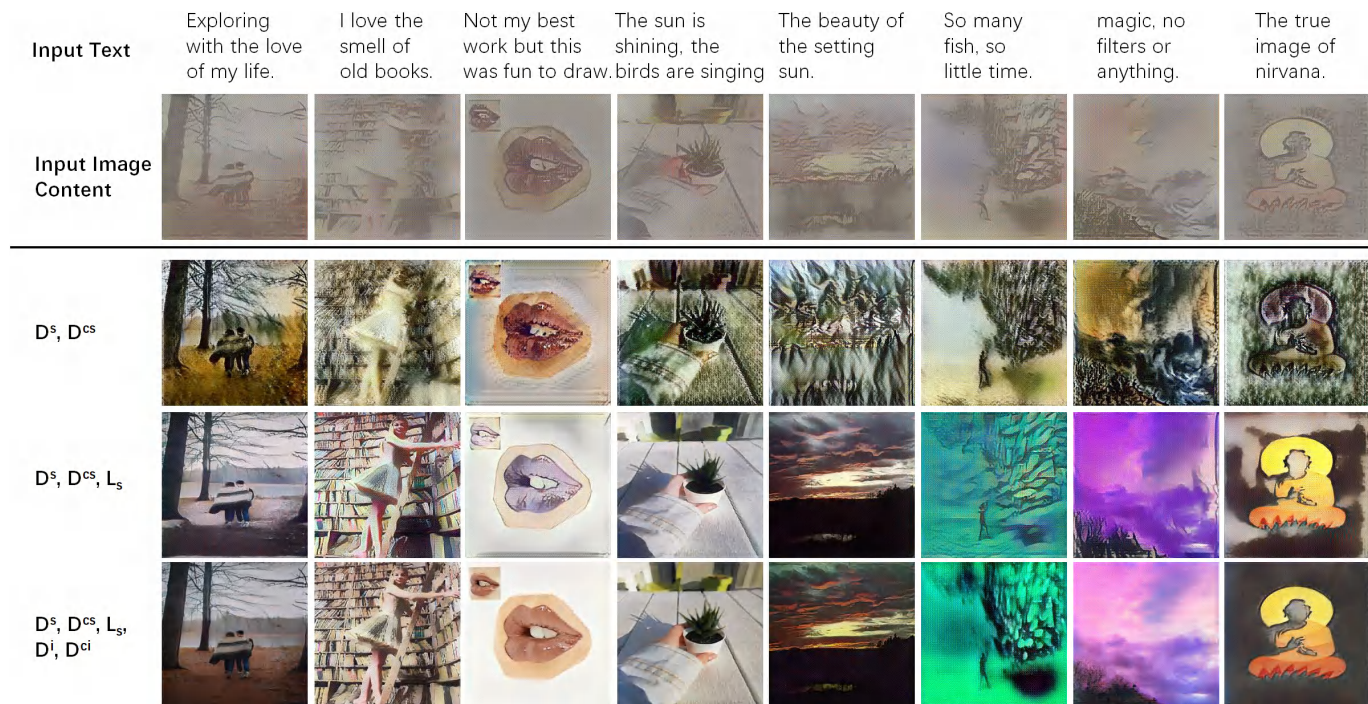 Input Text
Exploring
with the love
of my life.
I love the
smell of
old books.
Not my best
work but this
was fun to draw.
The sun is
shining, the
birds are singing
The beauty of
the setting
sun.
So many
fish, so
little time.
magic, no
filters or
anything.
The true
image of
nirvana.
Input Image
Content
Dˢ, Dᶜˢ
Dˢ, Dᶜˢ, Lₛ
Dˢ, Dᶜˢ, Lₛ,
Dⁱ, Dᶜⁱ